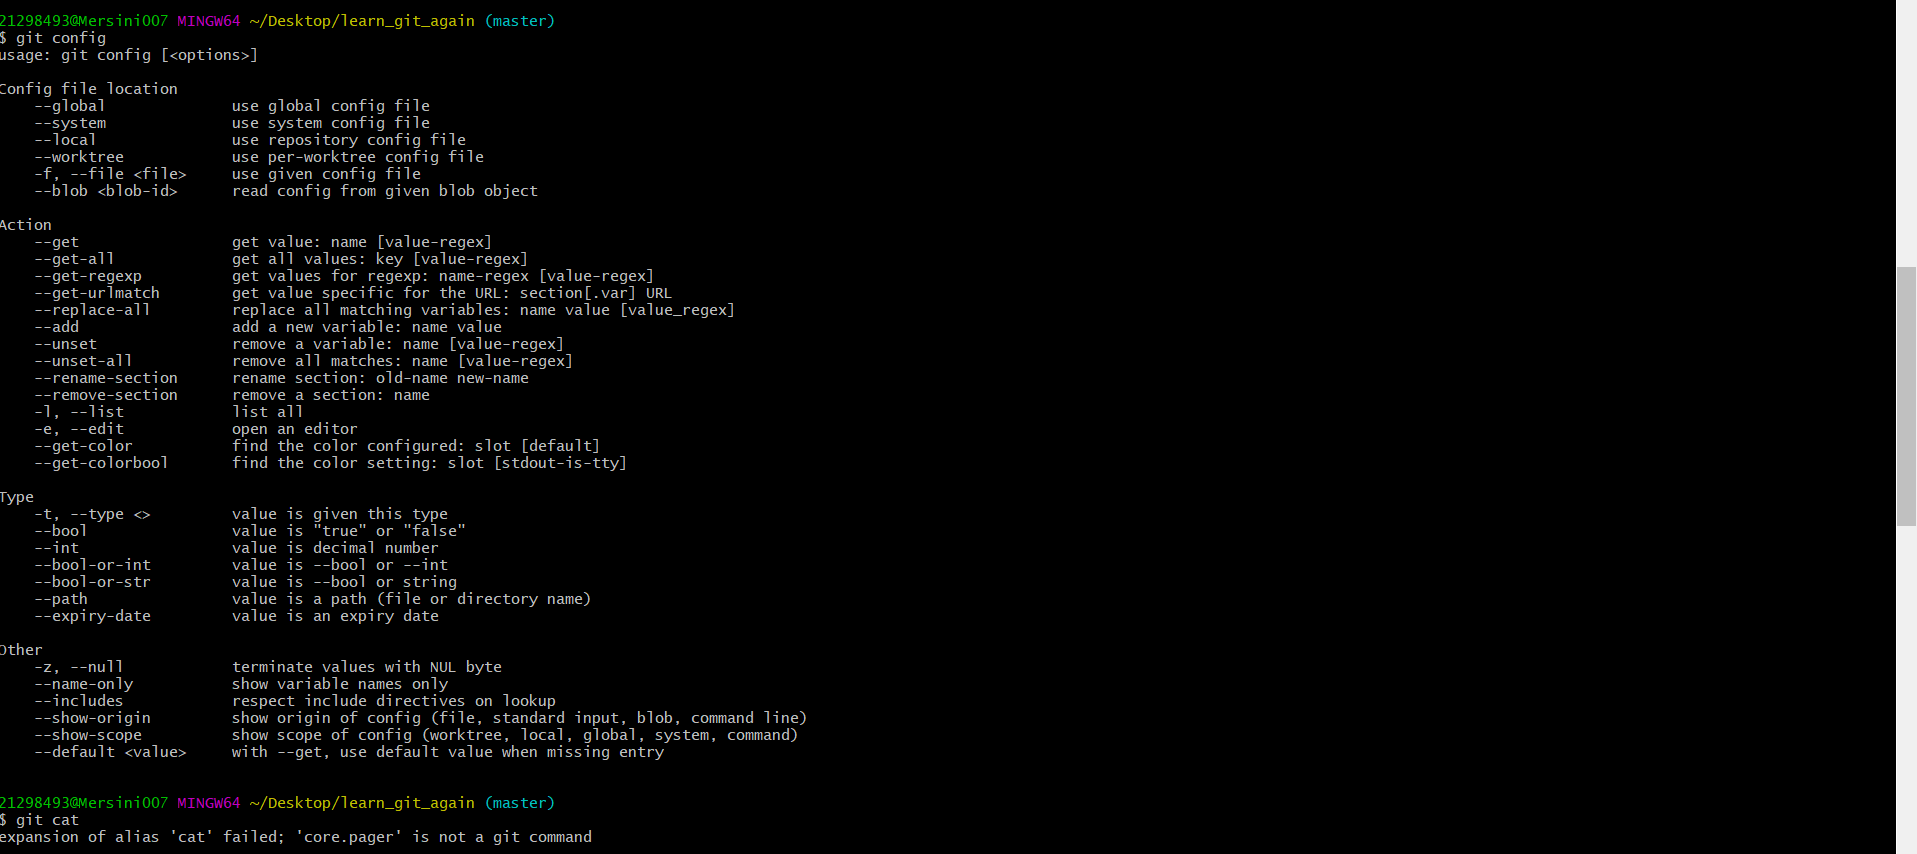 21298493@Mersini007 MINGW64 ~/Desktop/learn_git_again (master)
$ git config
usage: git config [<options>]
Config file location
--global use global config file
--system use system config file
--local use repository config file
--worktree use per-worktree config file
-f, --file <file> use given config file
--blob <blob-id> read config from given blob object
Action
--get get value: name [value-regex]
--get-all get all values: key [value-regex]
--get-regexp get values for regexp: name-regex [value-regex]
--get-urlmatch get value specific for the URL: section[.var] URL
--replace-all replace all matching variables: name value [value_regex]
--add add a new variable: name value
--unset remove a variable: name [value-regex]
--unset-all remove all matches: name [value-regex]
--rename-section rename section: old-name new-name
--remove-section remove a section: name
-l, --list list all
-e, --edit open an editor
--get-color find the color configured: slot [default]
--get-colorbool find the color setting: slot [stdout-is-tty]
Type
-t, --type <> value is given this type
--bool value is "true" or "false"
--int value is decimal number
--bool-or-int value is --bool or --int
--bool-or-str value is --bool or string
--path value is a path (file or directory name)
--expiry-date value is an expiry date
Other
-z, --null terminate values with NUL byte
--name-only show variable names only
--includes respect include directives on lookup
--show-origin show origin of config (file, standard input, blob, command line)
--show-scope show scope of config (worktree, local, global, system, command)
--default <value> with --get, use default value when missing entry
21298493@Mersini007 MINGW64 ~/Desktop/learn_git_again (master)
$ git cat
expansion of alias 'cat' failed; 'core.pager' is not a git command